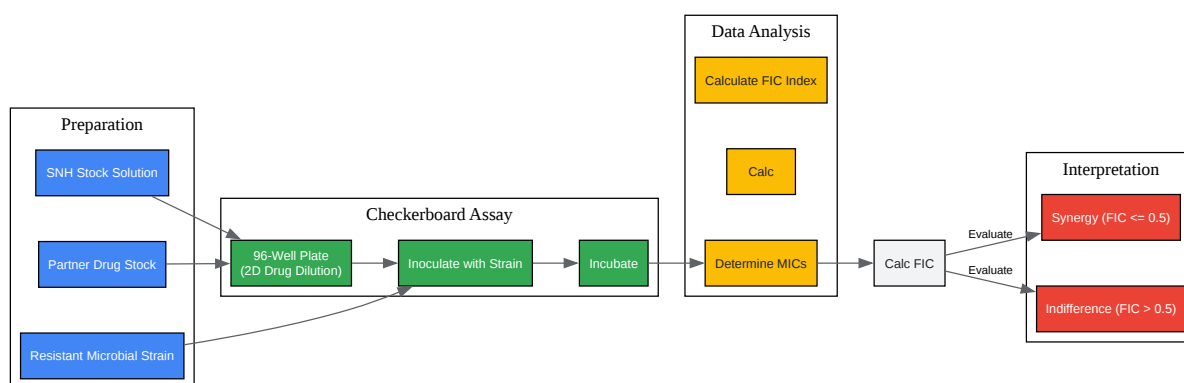 Preparation
SNH Stock Solution
Partner Drug Stock
Resistant Microbial Strain
Checkerboard Assay
96-Well Plate
(2D Drug Dilution)
Inoculate with Strain
Incubate
Data Analysis
Calculate FIC Index
Calc
Determine MICs
Calc FIC
Evaluate
Evaluate
Interpretation
Synergy (FIC <= 0.5)
Indifference (FIC > 0.5)